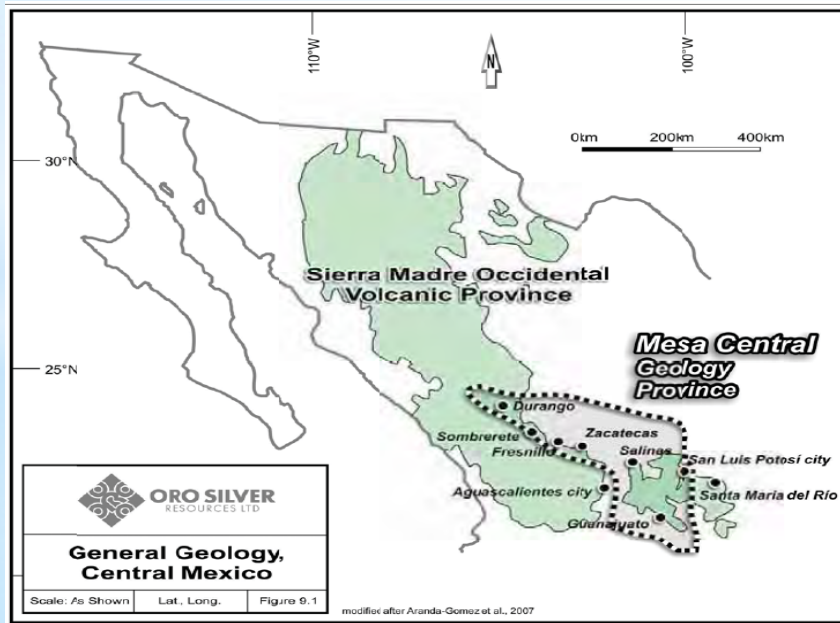 110°W
100°W
N
0km 200km 400km
30°N
Sierra Madre Occidental
Volcanic Province
Mesa Central
Geology
Province
25°N
Durango
Sombrerete
Zacatecas
Fresnillo
Salinas
San Luis Potosí city
Aguascalientes city
Santa Maria del Río
Guanajuato
ORO SILVER
RESOURCES LTD
General Geology,
Central Mexico
Scale: As Shown
Lat., Long.
Figure 9.1
modified after Aranda-Gomez et al., 2007